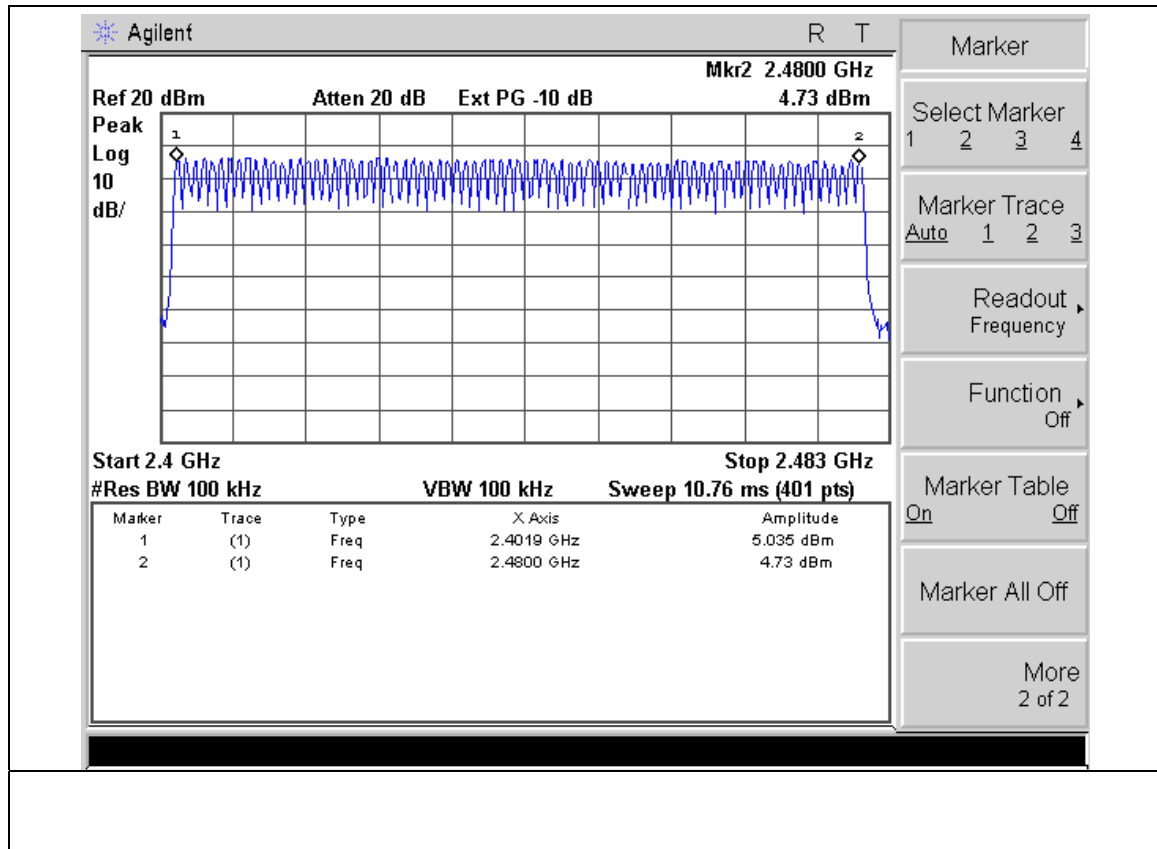 Agilent R T
Mkr2 2.4800 GHz
Ref 20 dBm Atten 20 dB Ext PG -10 dB 4.73 dBm
Peak
Log
10
dB/
1
2
Start 2.4 GHz Stop 2.483 GHz
#Res BW 100 kHz VBW 100 kHz Sweep 10.76 ms (401 pts)
Marker Trace Type X Axis Amplitude
1 (1) Freq 2.4019 GHz 5.035 dBm
2 (1) Freq 2.4800 GHz 4.73 dBm
Marker
Select Marker
1 2 3 4
Marker Trace
Auto 1 2 3
Readout
Frequency
Function
Off
Marker Table
On Off
Marker All Off
More
2 of 2